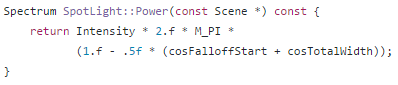 Spectrum SpotLight::Power(const Scene *) const {
    return Intensity * 2.f * M_PI *
           (1.f - .5f * (cosFalloffStart + cosTotalWidth));
}